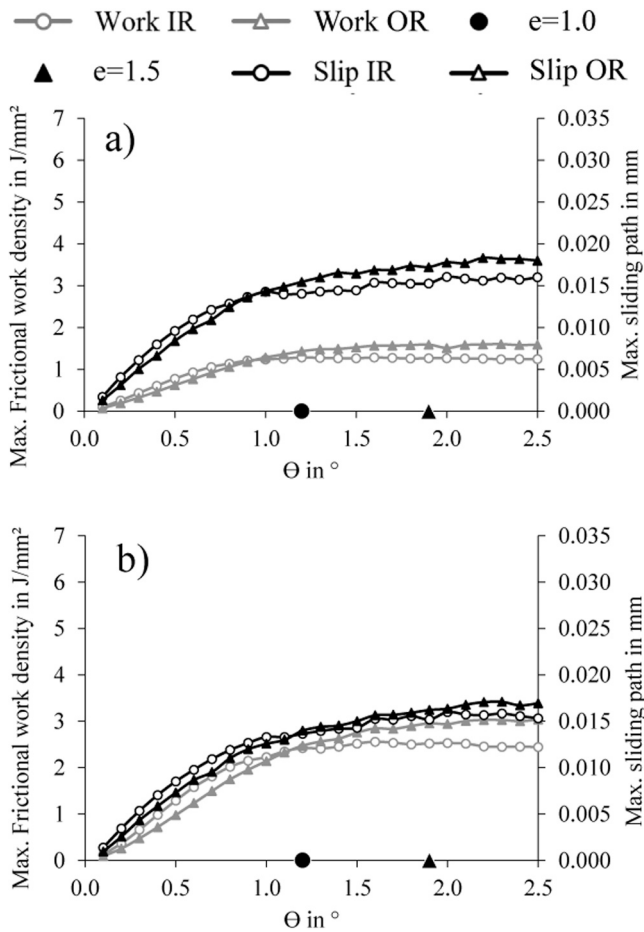 Work IR Work OR e=1.0
e=1.5 Slip IR Slip OR
a)
Max. Frictional work density in J/mm²
7
6
5
4
3
2
1
0
0.0 0.5 1.0 1.5 2.0 2.5
ϴ in °
0.035
0.030
0.025
0.020
0.015
0.010
0.005
0.000
Max. sliding path in mm
b)
Max. Frictional work density in J/mm²
7
6
5
4
3
2
1
0
0.0 0.5 1.0 1.5 2.0 2.5
ϴ in °
0.035
0.030
0.025
0.020
0.015
0.010
0.005
0.000
Max. sliding path in mm